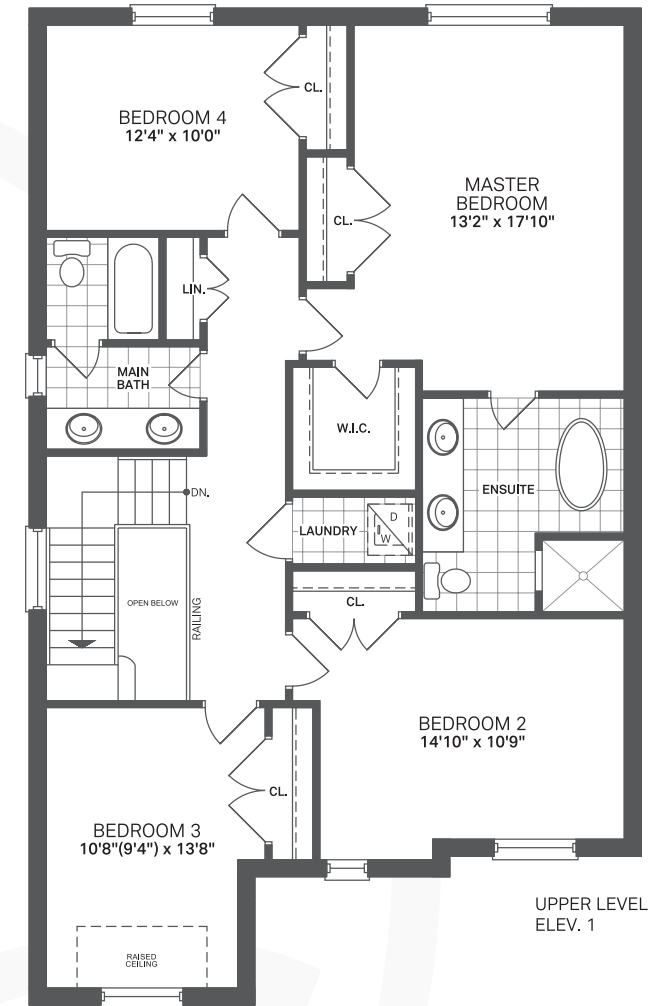 CL.
BEDROOM 4
12'4" x 10'0"
MASTER
BEDROOM
13'2" x 17'10"
CL.
LIN.
MAIN
BATH
W.I.C.
ENSUITE
DN.
D
W
LAUNDRY
OPEN BELOW
RAILING
CL.
BEDROOM 2
14'10" x 10'9"
CL.
BEDROOM 3
10'8"(9'4") x 13'8"
RAISED
CEILING
UPPER LEVEL
ELEV. 1